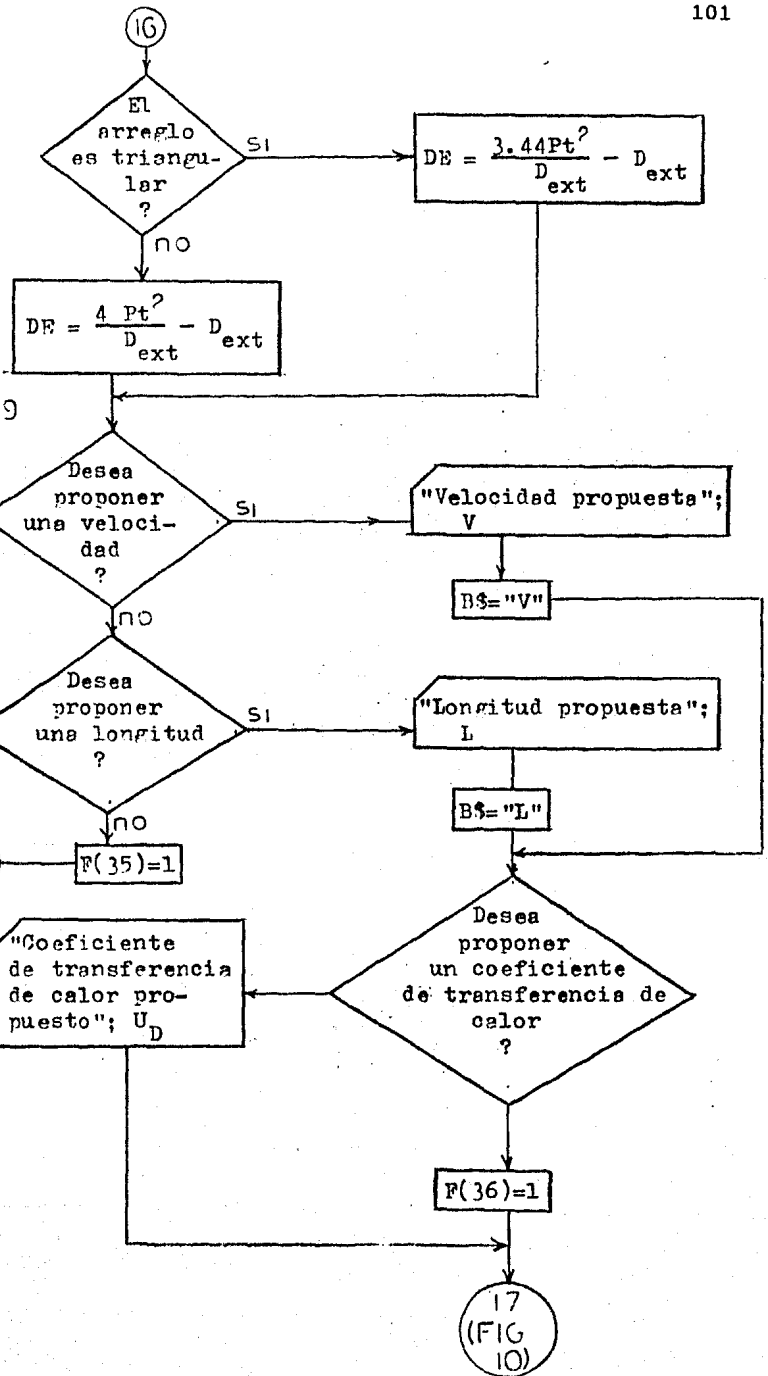 101
16
El
arreglo
es triangu-
lar
?
SI
DE = 3.44Pt² / D_ext - D_ext
no
DE = 4 Pt² / D_ext - D_ext
9
Desea
proponer
una veloci-
dad
?
SI
"Velocidad propuesta";
V
B$="V"
no
Desea
proponer
una longitud
?
SI
"Longitud propuesta";
L
B$="L"
no
F(35)=1
Desea
proponer
un coeficiente
de transferencia de
calor
?
"Coeficiente
de transferencia
de calor pro-
puesto"; U_D
F(36)=1
17
(FIG
10)